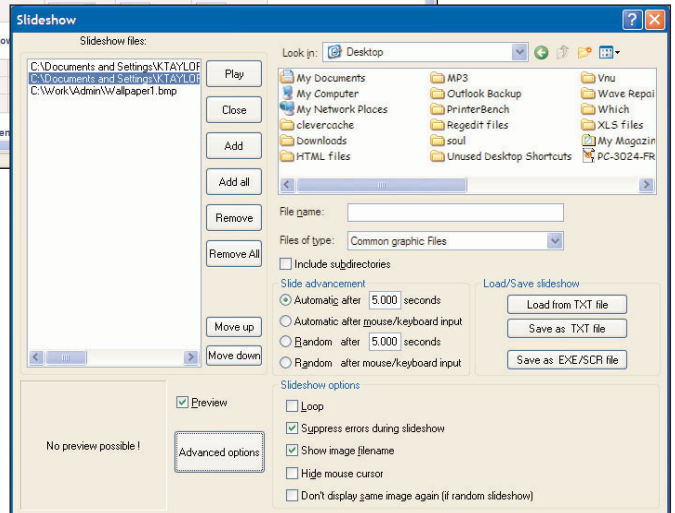 Slideshow
Slideshow files:
C:\Documents and Settings\KTAYLOF
C:\Documents and Settings\KTAYLOF
C:\Work\Admin\Wallpaper1.bmp
Play
Close
Add
Add all
Remove
Remove All
Move up
Move down
Look in: Desktop
My Documents
My Computer
My Network Places
clevercache
Downloads
HTML files
MP3
Outlook Backup
PrinterBench
Regedit files
soul
Unused Desktop Shortcuts
Vnu
Wave Repai
Which
XLS files
My Magazin
PC-3024-FR
File name:
Files of type: Common graphic Files
Include subdirectories
Slide advancement
Automatic after 5.000 seconds
Automatic after mouse/keyboard input
Random after 5.000 seconds
Random after mouse/keyboard input
Load/Save slideshow
Load from TXT file
Save as TXT file
Save as EXE/SCR file
No preview possible !
Preview
Advanced options
Slideshow options
Loop
Suppress errors during slideshow
Show image filename
Hide mouse cursor
Don't display same image again (if random slideshow)